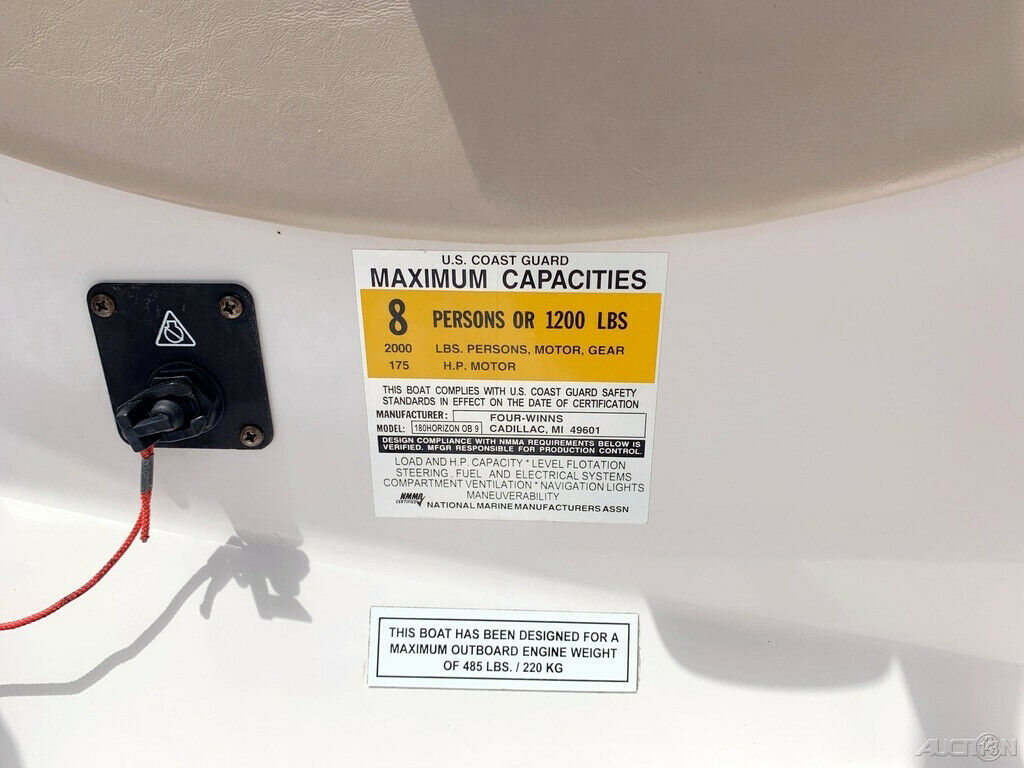 U.S. COAST GUARD
MAXIMUM CAPACITIES
8 PERSONS OR 1200 LBS
2000 LBS. PERSONS, MOTOR, GEAR
175 H.P. MOTOR
THIS BOAT COMPLIES WITH U.S. COAST GUARD SAFETY
STANDARDS IN EFFECT ON THE DATE OF CERTIFICATION
MANUFACTURER: FOUR-WINNS
MODEL: 180HORIZON OB 9 CADILLAC, MI 49601
DESIGN COMPLIANCE WITH NMMA REQUIREMENTS BELOW IS
VERIFIED. MFGR RESPONSIBLE FOR PRODUCTION CONTROL.
LOAD AND H.P. CAPACITY * LEVEL FLOTATION
STEERING , FUEL AND ELECTRICAL SYSTEMS
COMPARTMENT VENTILATION * NAVIGATION LIGHTS
MANEUVERABILITY
NMMA
CERTIFIED
NATIONAL MARINE MANUFACTURERS ASSN
THIS BOAT HAS BEEN DESIGNED FOR A
MAXIMUM OUTBOARD ENGINE WEIGHT
OF 485 LBS. / 220 KG
AUCTION 123